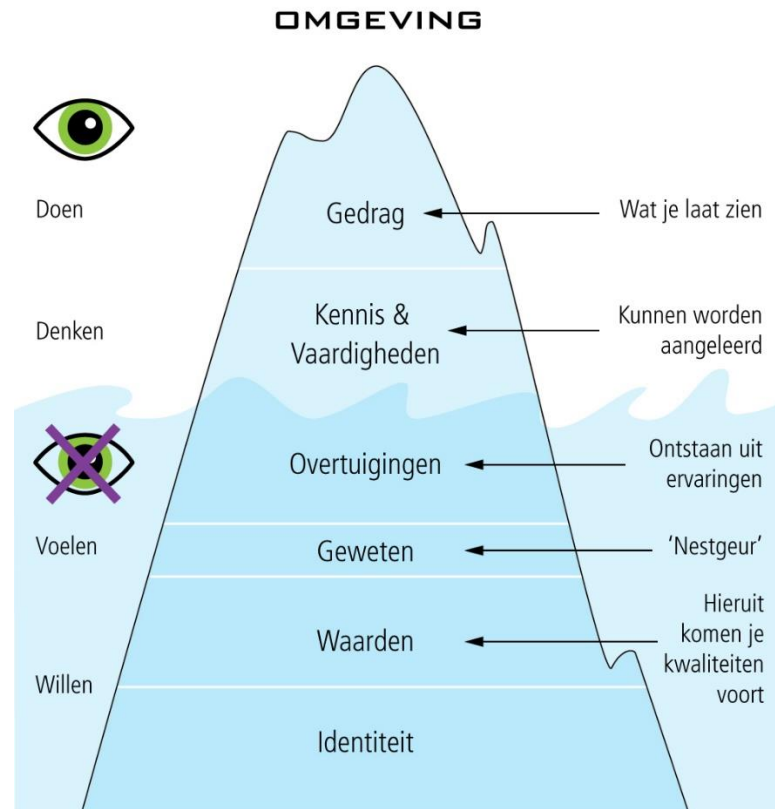 OMGEVING
Doen
Gedrag
Wat je laat zien
Denken
Kennis &
Vaardigheden
Kunnen worden
aangeleerd
Overtuigingen
Ontstaan uit
ervaringen
Voelen
Geweten
‘Nestgeur’
Willen
Waarden
Hieruit
komen je
kwaliteiten
voort
Identiteit